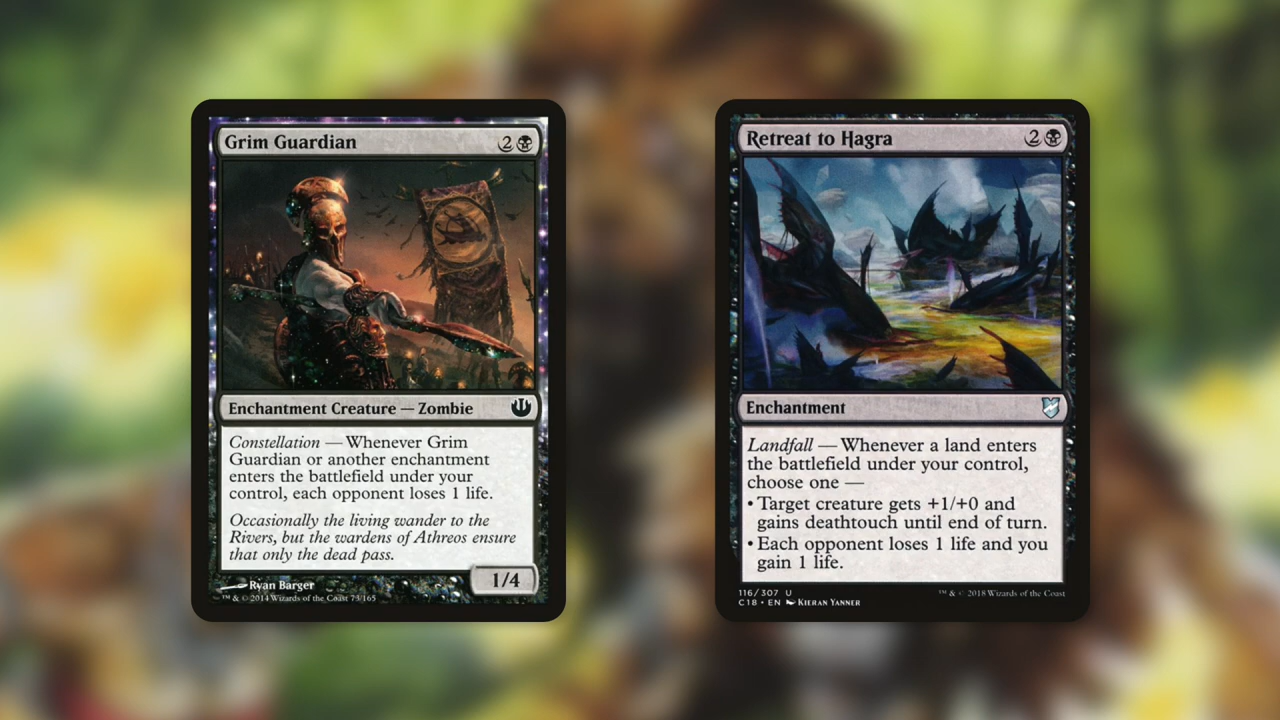 Grim Guardian 2
Enchantment Creature — Zombie
Constellation — Whenever Grim
Guardian or another enchantment
enters the battlefield under your
control, each opponent loses 1 life.
Occasionally the living wander to the
Rivers, but the wardens of Athreos ensure
that only the dead pass.
1/4
Ryan Barger
™ & © 2014 Wizards of the Coast 73/165
Retreat to Hagra 2
Enchantment
Landfall — Whenever a land enters
the battlefield under your control,
choose one —
• Target creature gets +1/+0 and
gains deathtouch until end of turn.
• Each opponent loses 1 life and you
gain 1 life.
116/307 U
C18 • EN Kieran Yanner
™ & © 2018 Wizards of the Coast